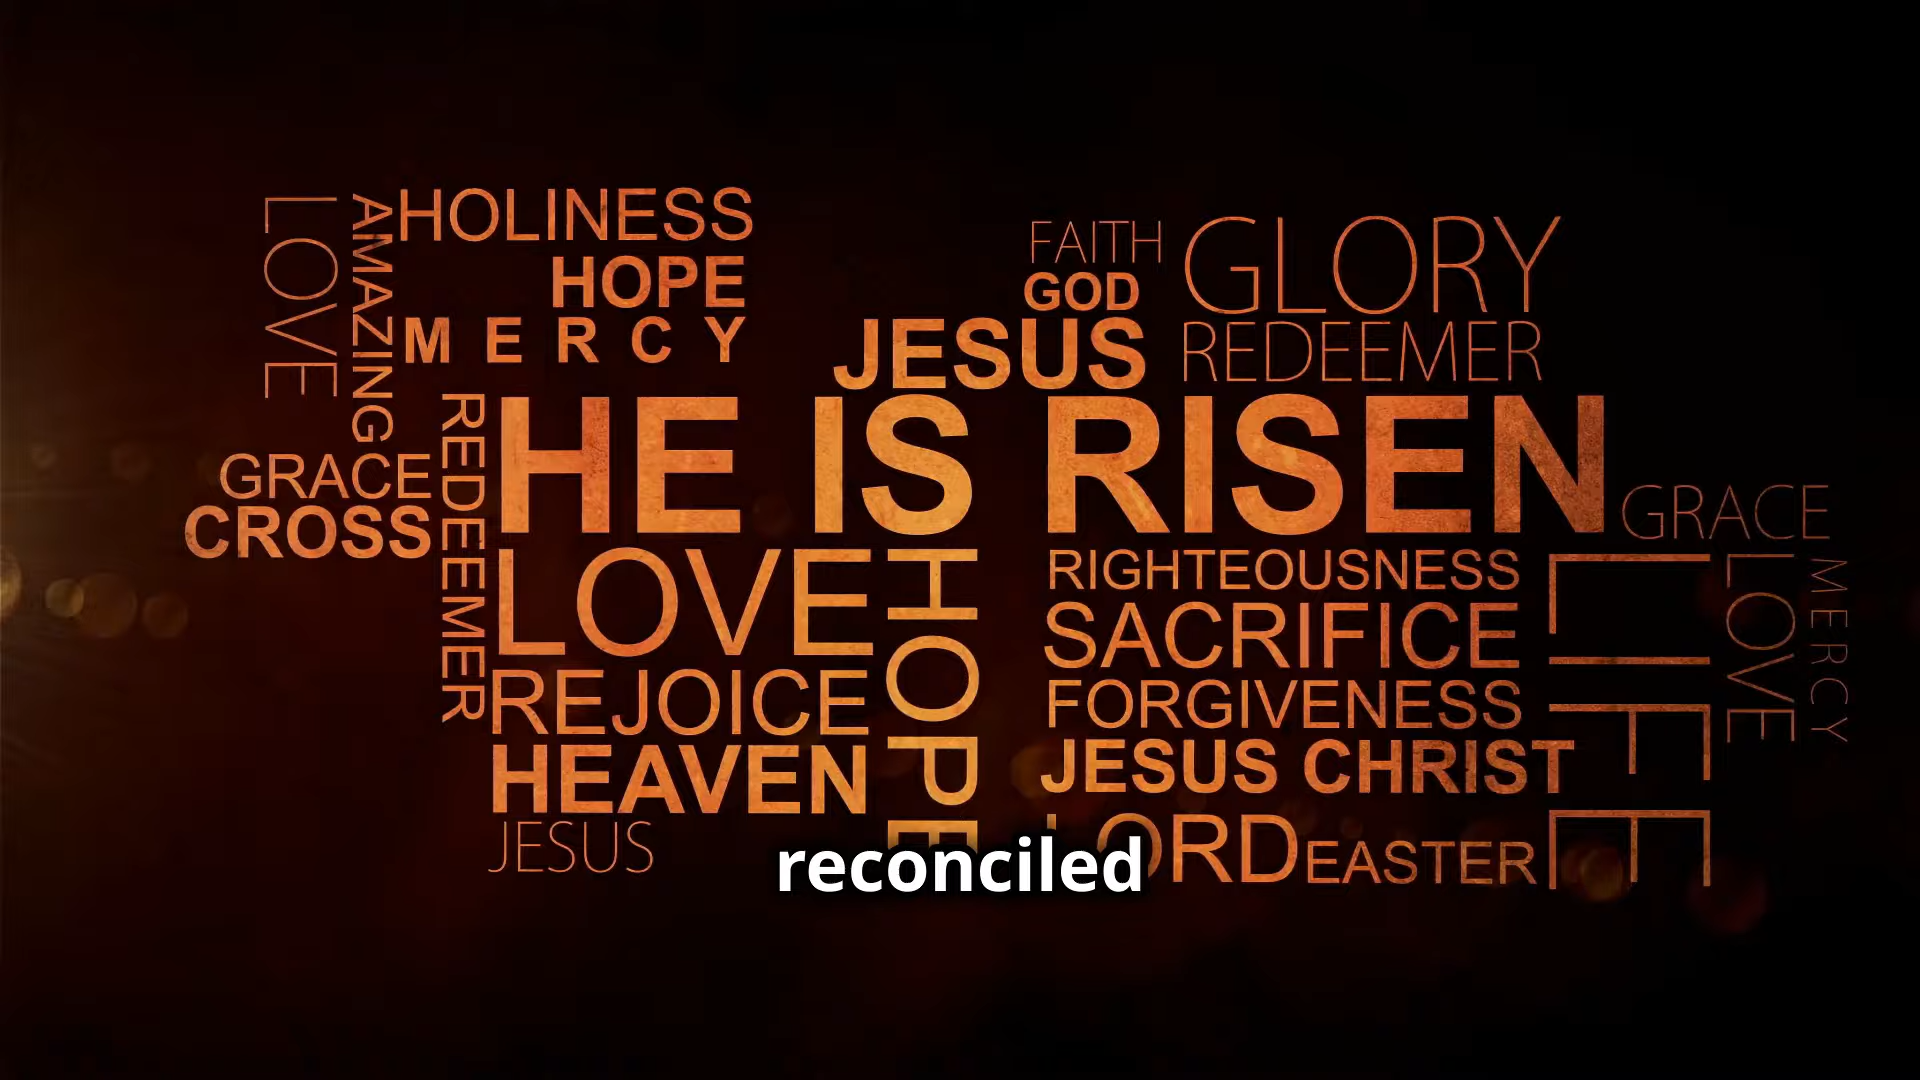 LOVE
AMAZING
HOLINESS
HOPE
MERCY
FAITH
GOD
GLORY
REDEEMER
JESUS
HE IS RISEN
GRACE
CROSS
REDEEMER
LOVE
REJOICE
HEAVEN
JESUS
HOPE
RIGHTEOUSNESS
SACRIFICE
FORGIVENESS
JESUS CHRIST
LORD
EASTER
LIFE
GRACE
LOVE
MERCY
reconciled